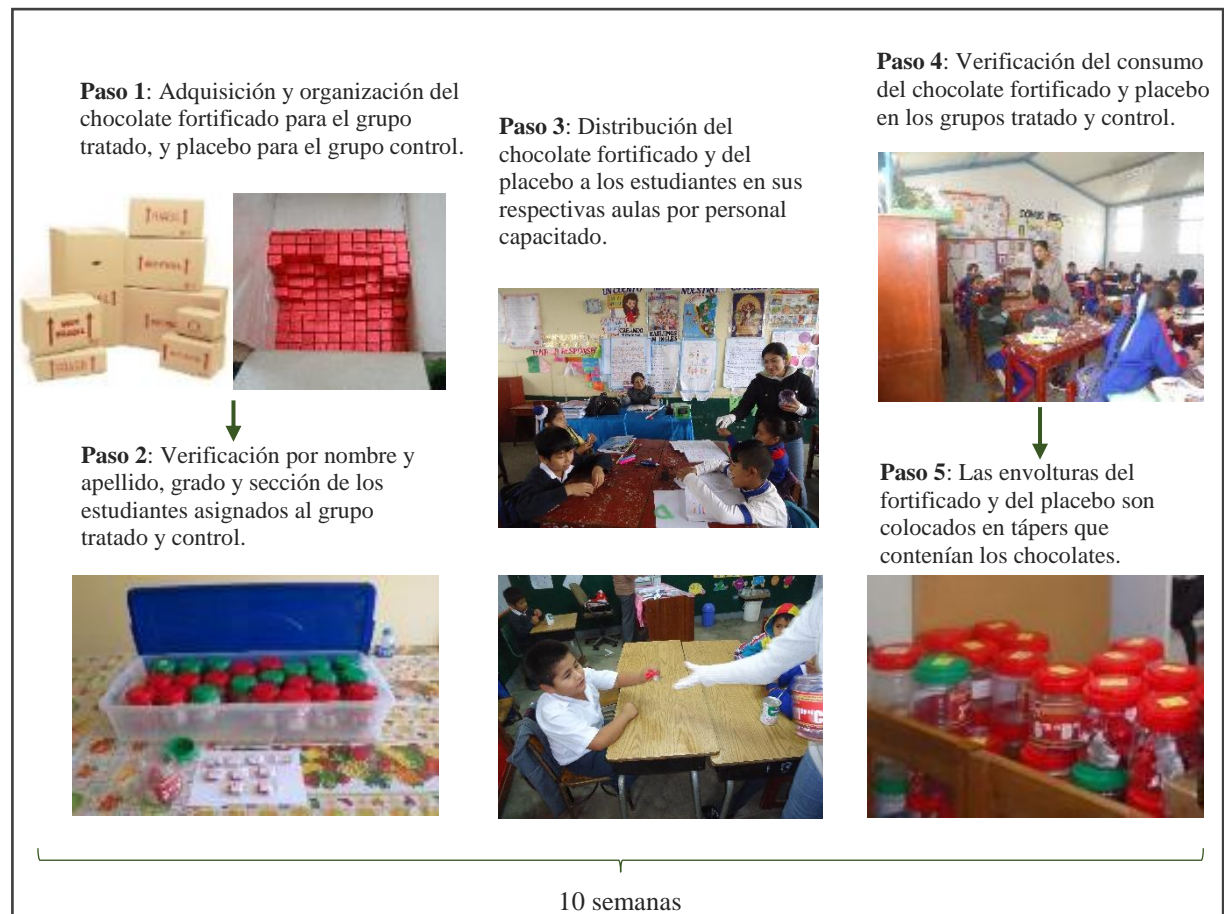 Paso 1: Adquisición y organización del
chocolate fortificado para el grupo
tratado, y placebo para el grupo control.
Paso 2: Verificación por nombre y
apellido, grado y sección de los
estudiantes asignados al grupo
tratado y control.
Paso 3: Distribución del
chocolate fortificado y del
placebo a los estudiantes en sus
respectivas aulas por personal
capacitado.
UN CUENTO
NUESTRO
Paso 4: Verificación del consumo
del chocolate fortificado y placebo
en los grupos tratado y control.
Paso 5: Las envolturas del
fortificado y del placebo son
colocados en tápers que
contenían los chocolates.
10 semanas